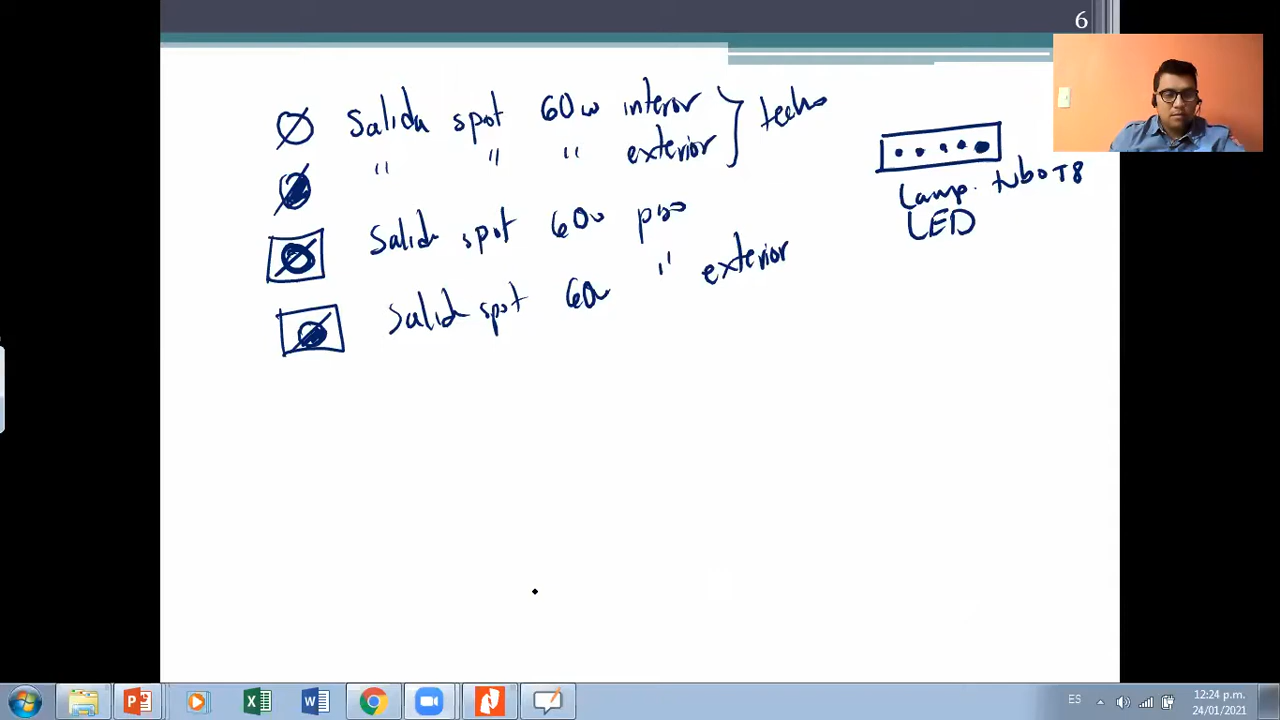 6
Salida spot 60w interior } techo
" " " exterior
Salida spot 60w piso
Salida spot 60w " exterior
Lamp. tubo T8
LED
ES
12:24 p.m.
24/01/2021